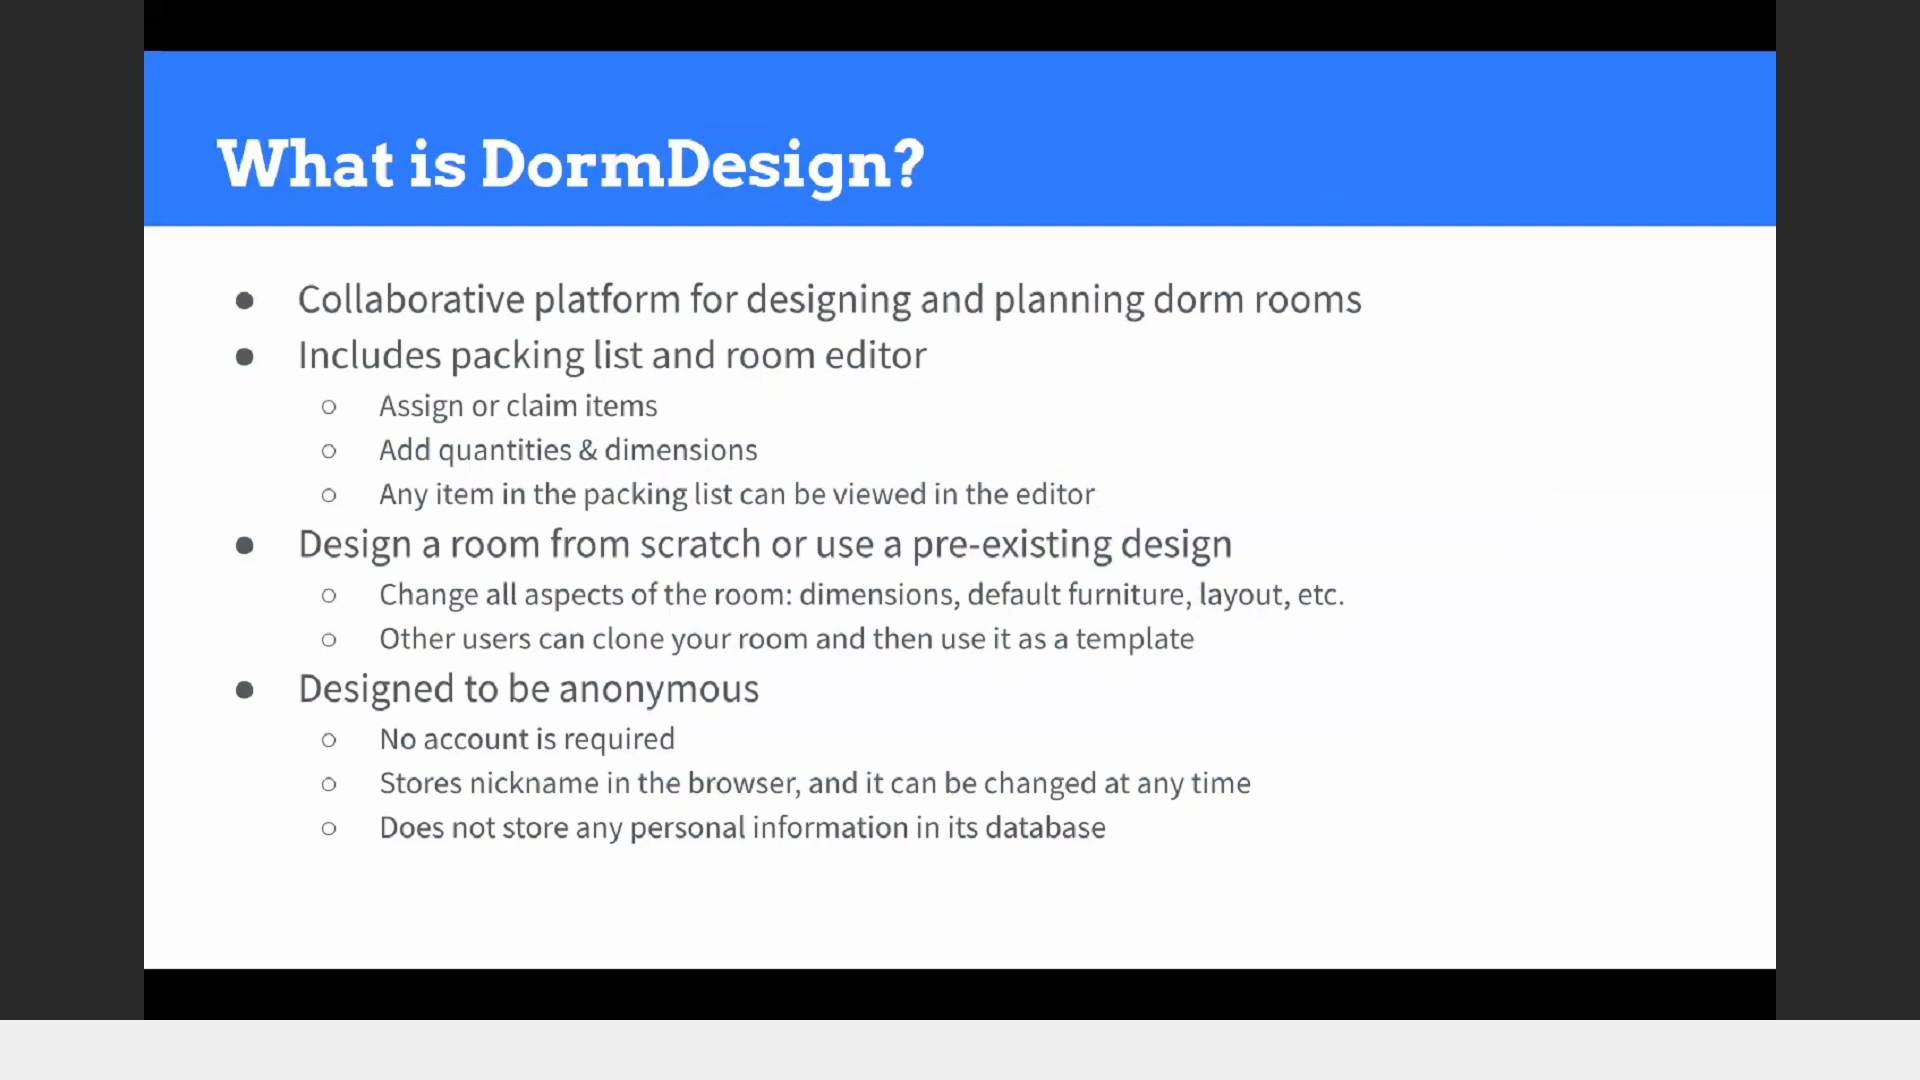 What is DormDesign?
● Collaborative platform for designing and planning dorm rooms
● Includes packing list and room editor
○ Assign or claim items
○ Add quantities & dimensions
○ Any item in the packing list can be viewed in the editor
● Design a room from scratch or use a pre-existing design
○ Change all aspects of the room: dimensions, default furniture, layout, etc.
○ Other users can clone your room and then use it as a template
● Designed to be anonymous
○ No account is required
○ Stores nickname in the browser, and it can be changed at any time
○ Does not store any personal information in its database